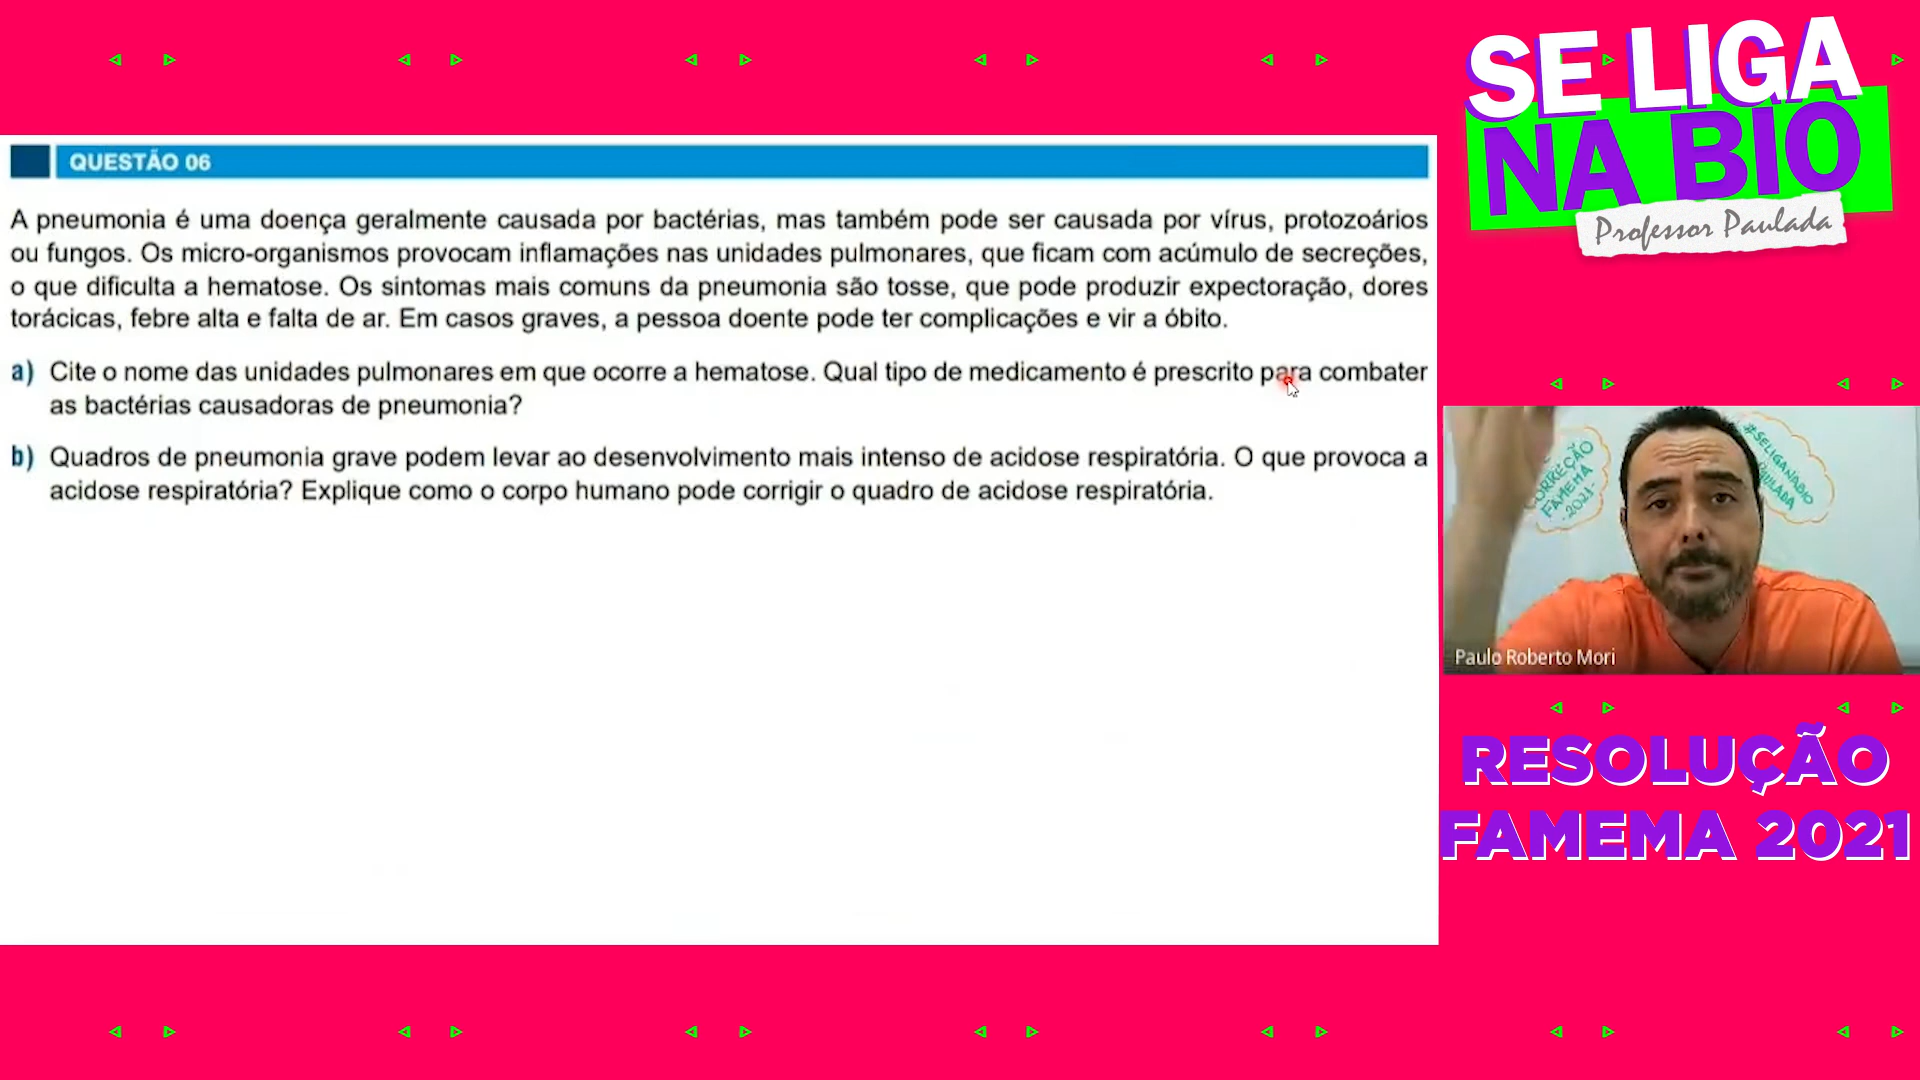 SE LIGA
NA BIO
Professor Paulada
QUESTÃO 06
A pneumonia é uma doença geralmente causada por bactérias, mas também pode ser causada por vírus, protozoários
ou fungos. Os micro-organismos provocam inflamações nas unidades pulmonares, que ficam com acúmulo de secreções,
o que dificulta a hematose. Os sintomas mais comuns da pneumonia são tosse, que pode produzir expectoração, dores
torácicas, febre alta e falta de ar. Em casos graves, a pessoa doente pode ter complicações e vir a óbito.
a) Cite o nome das unidades pulmonares em que ocorre a hematose. Qual tipo de medicamento é prescrito para combater
as bactérias causadoras de pneumonia?
b) Quadros de pneumonia grave podem levar ao desenvolvimento mais intenso de acidose respiratória. O que provoca a
acidose respiratória? Explique como o corpo humano pode corrigir o quadro de acidose respiratória.
FAMEMA
-2021-
#SELIGANABIO
PAULADA
Paulo Roberto Mori
RESOLUÇÃO
FAMEMA 2021